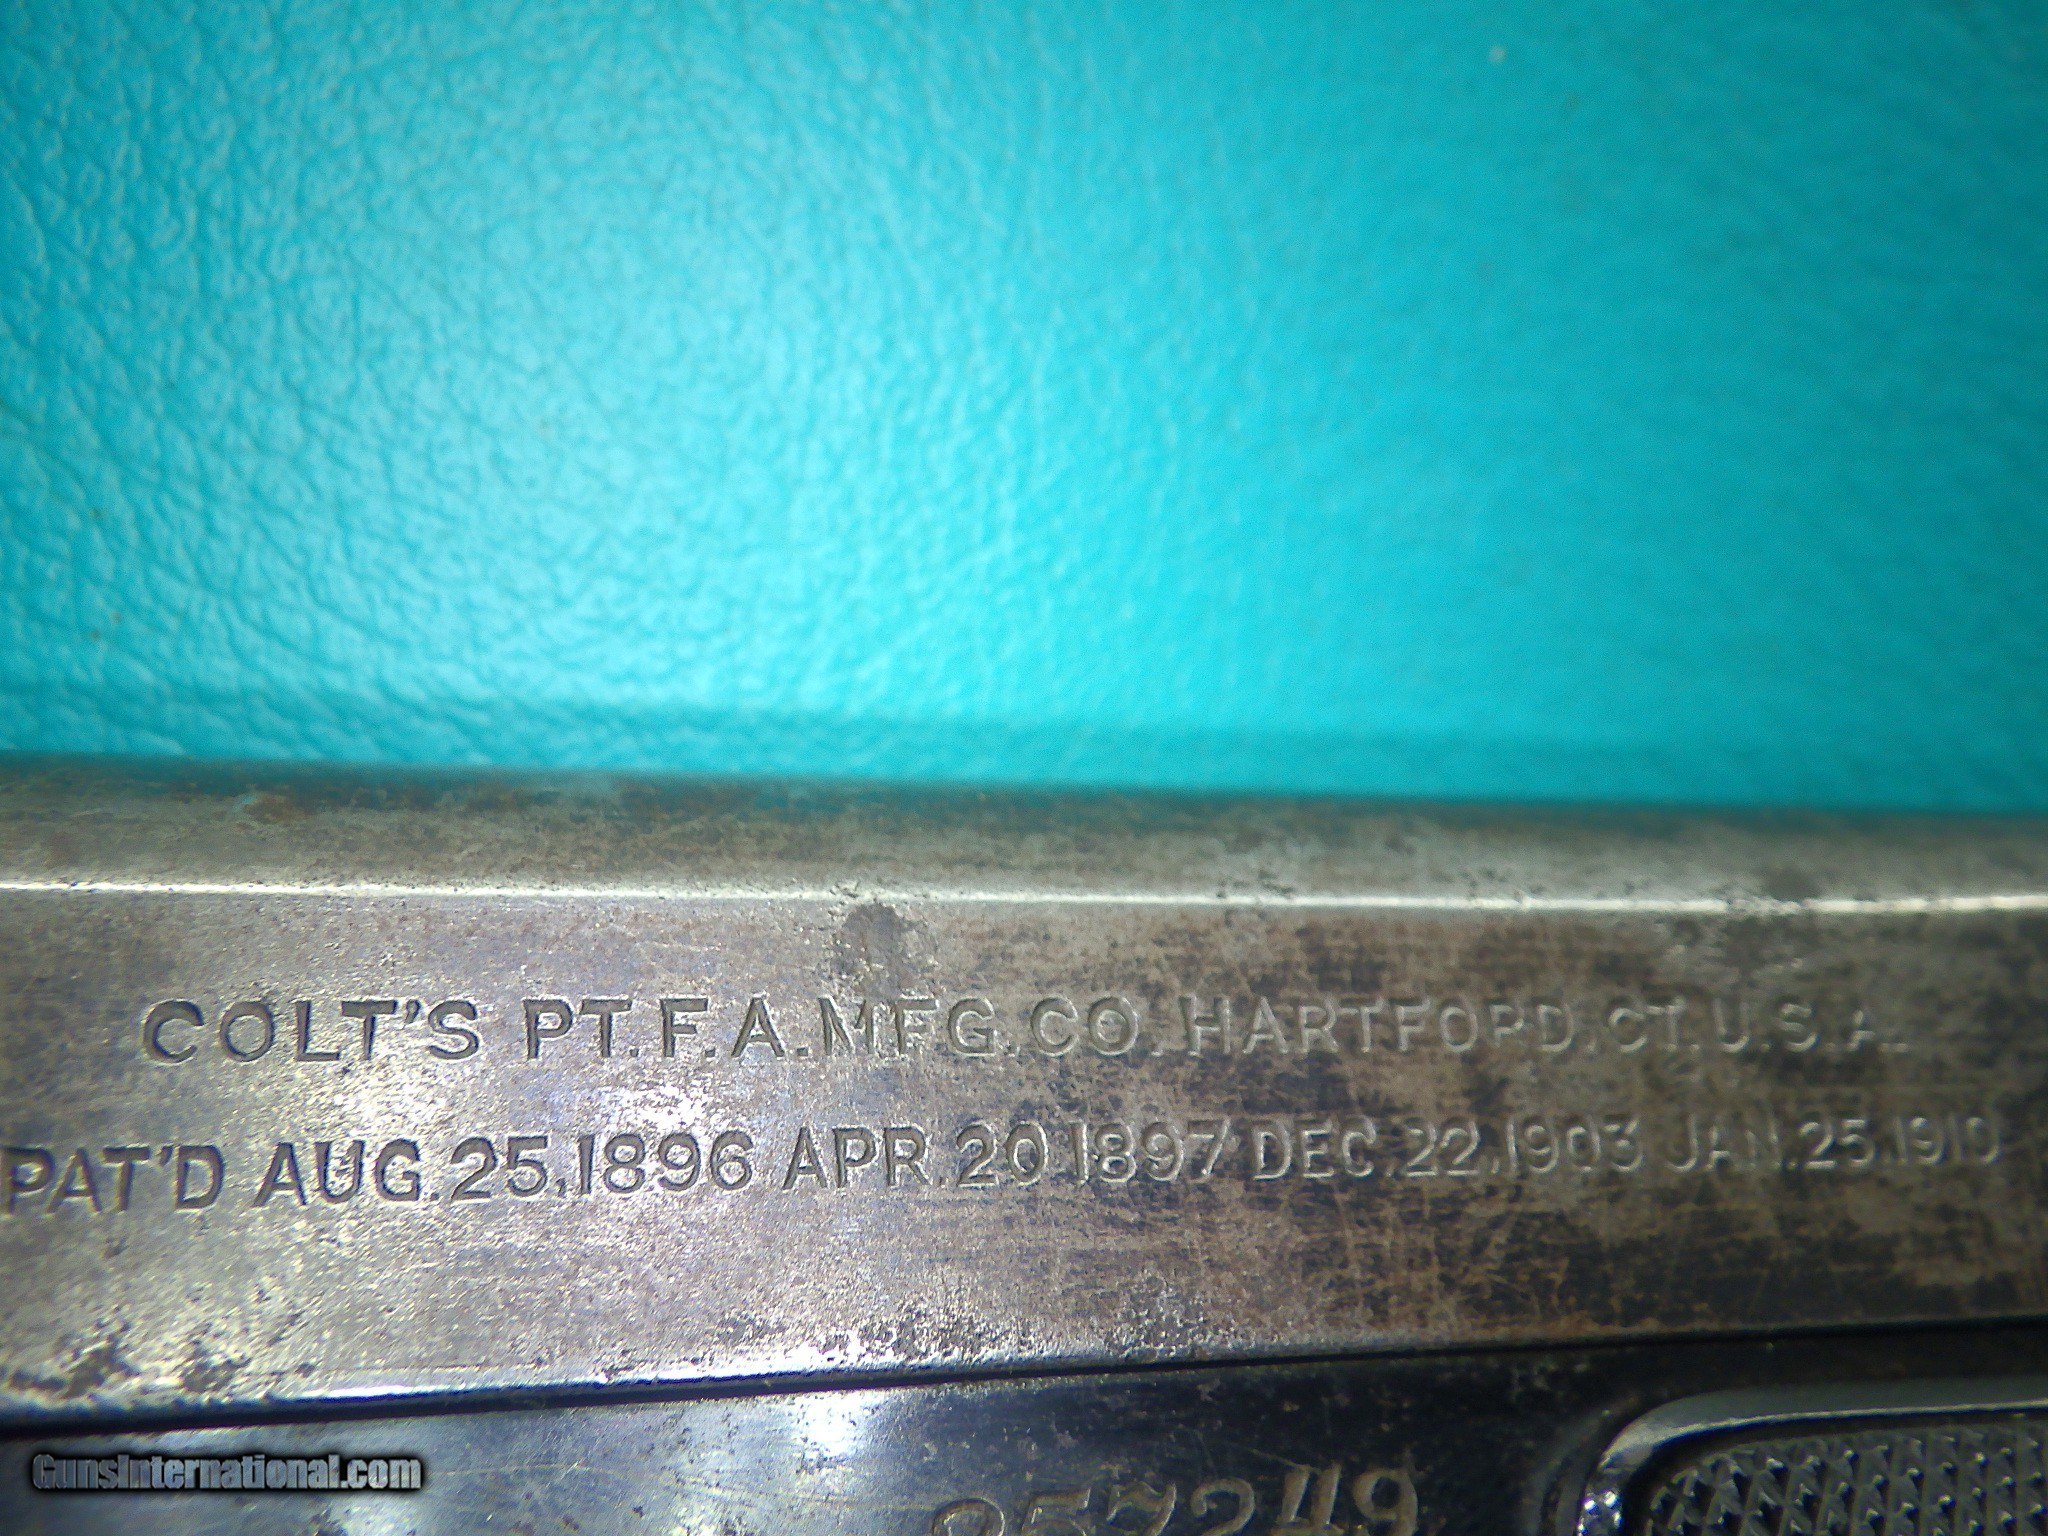 COLT'S PT.F.A.MFG.CO.HARTFORD.CT.U.S.A.
PAT'D AUG.25,1896 APR.20 1897 DEC.22,1903 JAN.25,1910
GunsInternational.com